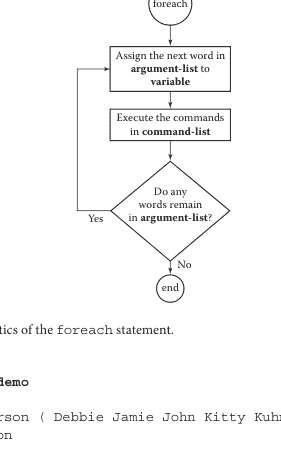 foreach
Assign the next word in
argument-list to
variable
Execute the commands
in command-list
Do any
words remain
in argument-list?
Yes
No
end
tics of the foreach statement.
demo
rson ( Debbie Jamie John Kitty Kuhn
on